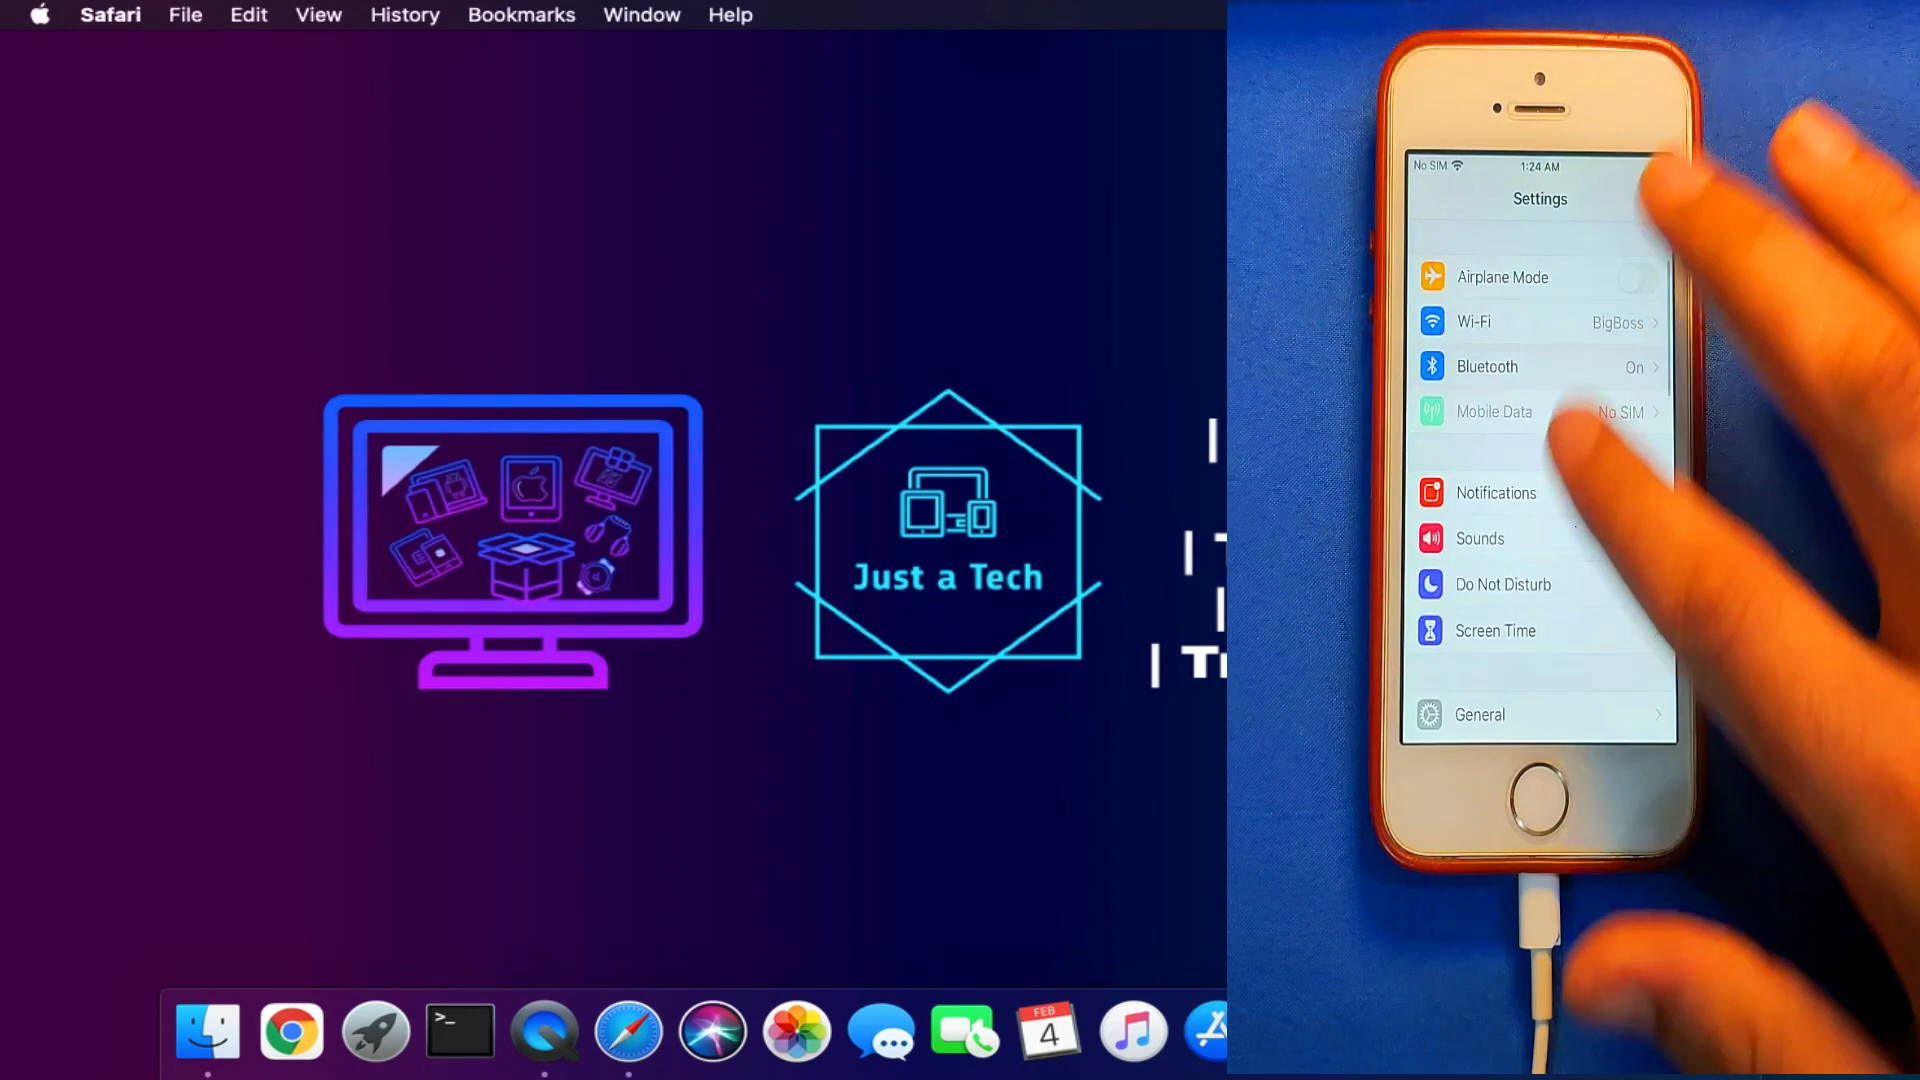 Safari File Edit View History Bookmarks Window Help
Just a Tech
>_
FEB
4
No SIM 1:24 AM
Settings
Airplane Mode
Wi-Fi BigBoss
Bluetooth On
Mobile Data No SIM
Notifications
Sounds
Do Not Disturb
Screen Time
General